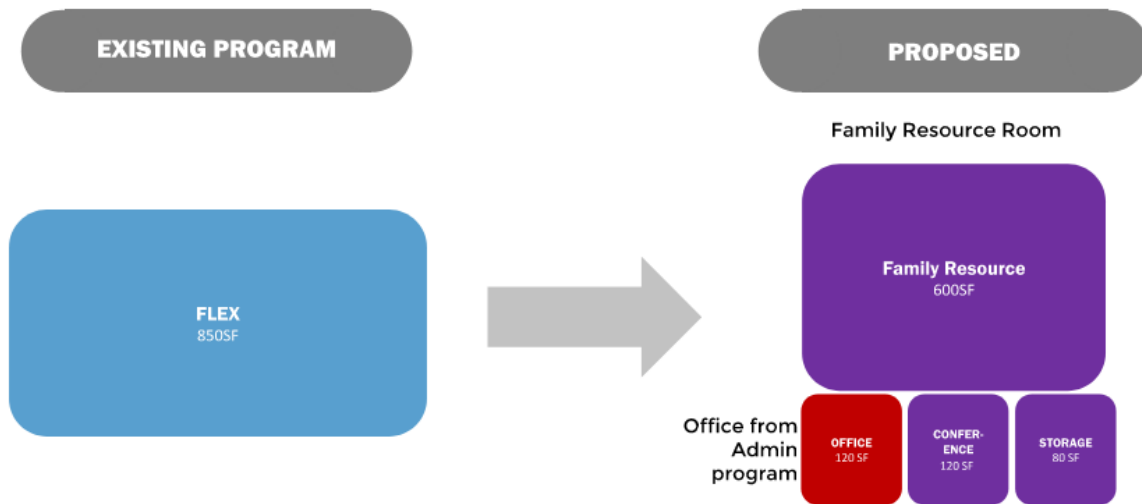 EXISTING PROGRAM
PROPOSED
Family Resource Room
FLEX
850SF
Family Resource
600SF
Office from
Admin
program
OFFICE
120 SF
CONFER-
ENCE
120 SF
STORAGE
80 SF